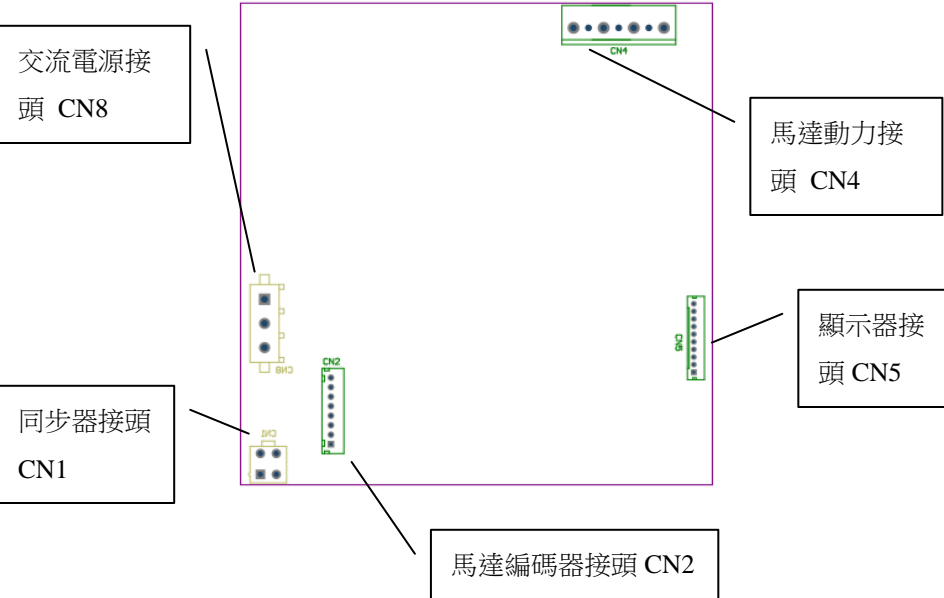 交流電源接
頭 CN8
CN4
馬達動力接
頭 CN4
CN5
顯示器接
頭 CN5
CN8
CN2
同步器接頭
CN1
CN1
馬達編碼器接頭 CN2